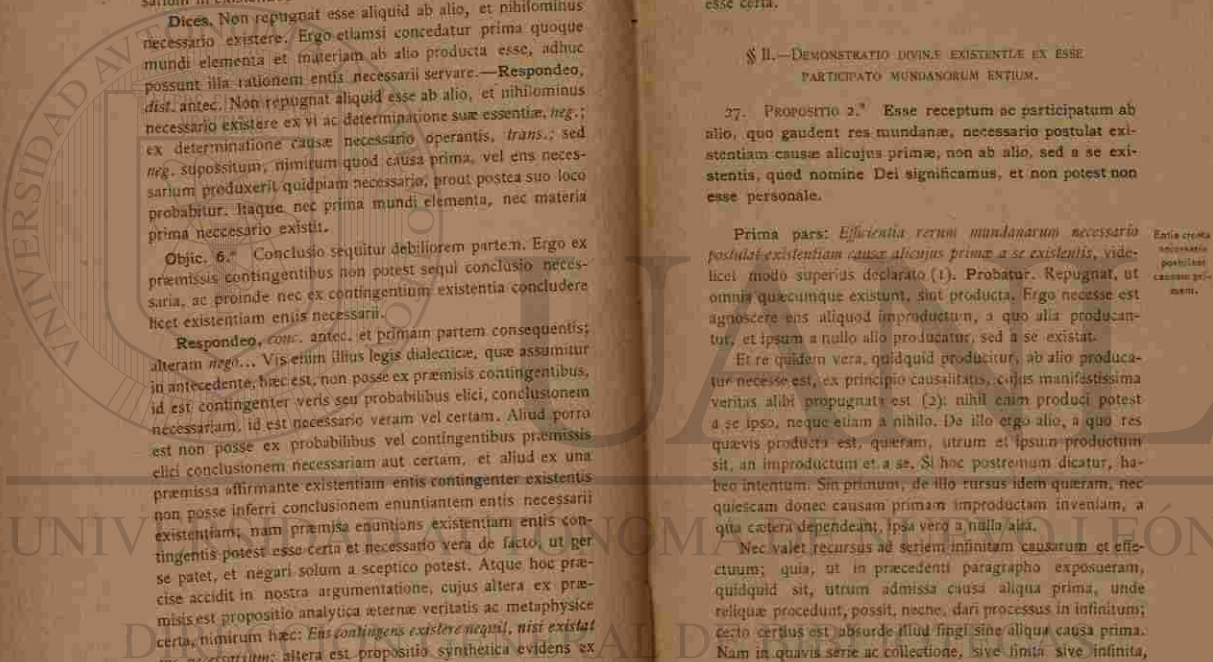 Dices. Non repugnat esse aliquid ab alio, et nihilominus
necessario existere. Ergo etiamsi concedatur prima quoque
mundi elementa et materiam ab alio producta esse, adhuc
possunt illa rationem entis necessarii servare.—Respondeo,
dist. antec. Non repugnat aliquid esse ab alio, et nihilominus
necessario existere ex vi ac determinatione suæ essentiæ, neg.;
ex determinatione causæ necessario operantis, trans.; sed
neg. supossitum, nimirum quod causa prima, vel ens neces-
sarium produxerit quidpiam necessario, prout postea suo loco
probabitur. Itaque nec prima mundi elementa, nec materia
prima neccesario existit.
Objic. 6.ª Conclusio sequitur debiliorem partem. Ergo ex
præmissis contingentibus non potest sequi conclusio neces-
saria, ac proinde nec ex contingentium existentia concludere
licet existentiam entis necessarii.
Respondeo, conc. antec. et primam partem consequentis;
alteram nego... Vis enim illius legis dialecticæ, quæ assumitur
in antecedente, hæc est, non posse ex præmisis contingentibus,
id est contingenter veris seu probabilibus elici, conclusionem
necessariam, id est necessario veram vel certam. Aliud porro
est non posse ex probabilibus vel contingentibus præmissis
elici conclusionem necessariam aut certam, et aliud ex una
præmissa affirmante existentiam entis contingenter existentis
non posse inferri conclusionem enuntiantem entis necessarii
existentiam; nam præmisa enuntians existentiam entis con-
tingentis potest esse certa et necessario vera de facto, ut per
se patet, et negari solum a sceptico potest. Atque hoc præ-
cise accidit in nostra argumentatione, cujus altera ex præ-
misis est propositio analytica æternæ veritatis ac metaphysice
certa, nimirum hæc: Ens contingens existere nequit, nisi existat
altera est propositio synthetica evidens ex
esse certa.
§ II.—DEMONSTRATIO DIVINÆ EXISTENTIÆ EX ESSE
PARTICIPATO MUNDANORUM ENTIUM.
27. PROPOSITIO 2.ª Esse receptum ac participatum ab
alio, quo gaudent res mundanæ, necessario postulat exi-
stentiam causæ alicujus primæ, non ab alio, sed a se exi-
stentis, quod nomine Dei significamus, et non potest non
esse personale.
Prima pars: Efficientia rerum mundanarum necessario
postulat existentiam causæ alicujus primæ a se existentis, vide-
licet modo superius declarato (1). Probatur. Repugnat, ut
omnia quæcumque existunt, sint producta. Ergo necesse est
agnoscere ens aliquod improductum, a quo alia producan-
tur, et ipsum a nullo alio producatur, sed a se existat.
Entia creata
necessario
postulant
causam pri-
mam.
Et re quidem vera, quidquid producitur, ab alio produca-
tur necesse est, ex principio causalitatis, cujus manifestissima
veritas alibi propugnata est (2): nihil enim produci potest
a se ipso, neque etiam a nihilo. De illo ergo alio, a quo res
quævis producta est, quæram, utrum et ipsum productum
sit, an improductum et a se. Si hoc postremum dicatur, ha-
beo intentum. Sin primum, de illo rursus idem quæram, nec
quiescam donec causam primam improductam inveniam, a
qua cætera dependeant, ipsa vero a nulla alia.
Nec valet recursus ad seriem infinitam causarum et effe-
ctuum; quia, ut in præcedenti paragrapho exposueram,
quidquid sit, utrum admissa causa aliqua prima, unde
reliquæ procedunt, possit, necne, dari processus in infinitum;
certo certius est absurde illud fingi sine aliqua causa prima.
Nam in quavis serie ac collectione, sive finita sive infinita,